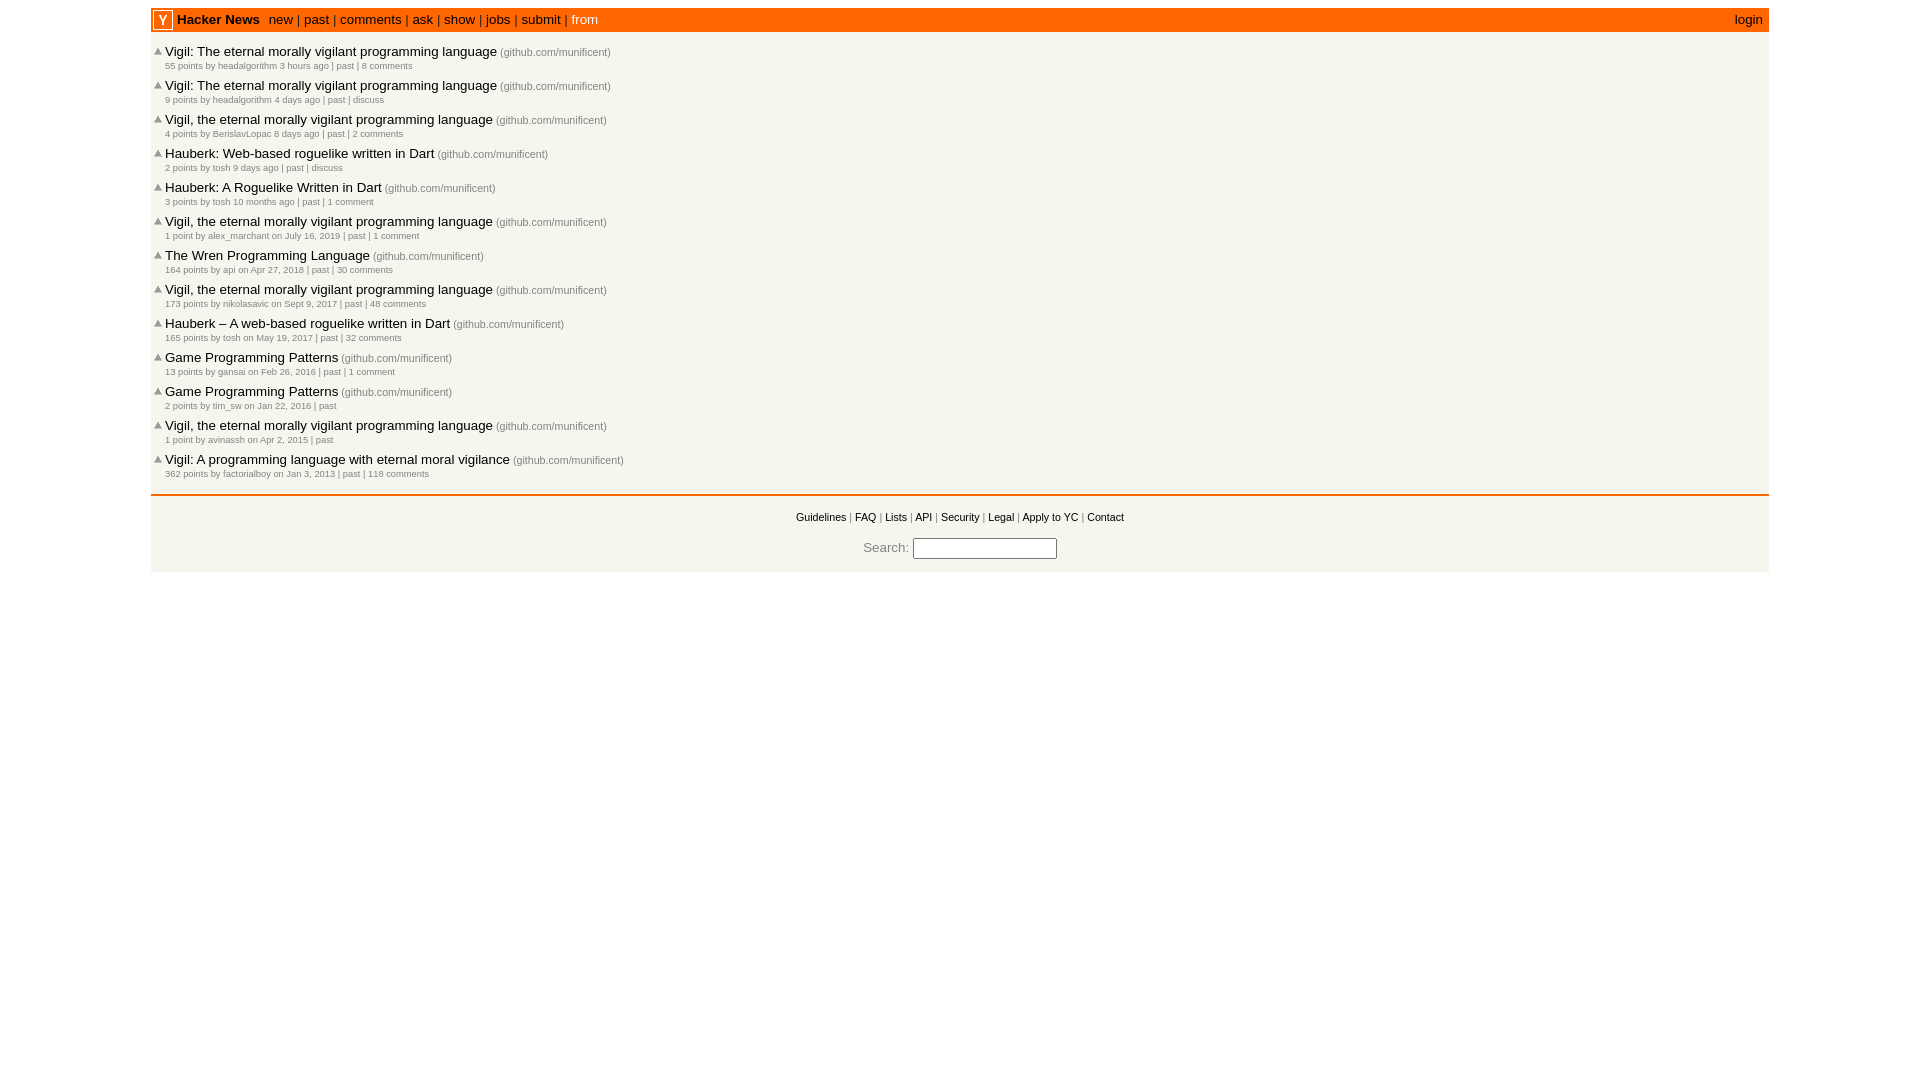 Y Hacker News new | past | comments | ask | show | jobs | submit | from login
Vigil: The eternal morally vigilant programming language (github.com/munificent)
55 points by headalgorithm 3 hours ago | past | 8 comments
Vigil: The eternal morally vigilant programming language (github.com/munificent)
9 points by headalgorithm 4 days ago | past | discuss
Vigil, the eternal morally vigilant programming language (github.com/munificent)
4 points by BerislavLopac 8 days ago | past | 2 comments
Hauberk: Web-based roguelike written in Dart (github.com/munificent)
2 points by tosh 9 days ago | past | discuss
Hauberk: A Roguelike Written in Dart (github.com/munificent)
3 points by tosh 10 months ago | past | 1 comment
Vigil, the eternal morally vigilant programming language (github.com/munificent)
1 point by alex_marchant on July 16, 2019 | past | 1 comment
The Wren Programming Language (github.com/munificent)
164 points by api on Apr 27, 2018 | past | 30 comments
Vigil, the eternal morally vigilant programming language (github.com/munificent)
173 points by nikolasavic on Sept 9, 2017 | past | 48 comments
Hauberk – A web-based roguelike written in Dart (github.com/munificent)
165 points by tosh on May 19, 2017 | past | 32 comments
Game Programming Patterns (github.com/munificent)
13 points by gansai on Feb 26, 2016 | past | 1 comment
Game Programming Patterns (github.com/munificent)
2 points by tim_sw on Jan 22, 2016 | past
Vigil, the eternal morally vigilant programming language (github.com/munificent)
1 point by avinassh on Apr 2, 2015 | past
Vigil: A programming language with eternal moral vigilance (github.com/munificent)
362 points by factorialboy on Jan 3, 2013 | past | 118 comments
Guidelines | FAQ | Lists | API | Security | Legal | Apply to YC | Contact
Search: